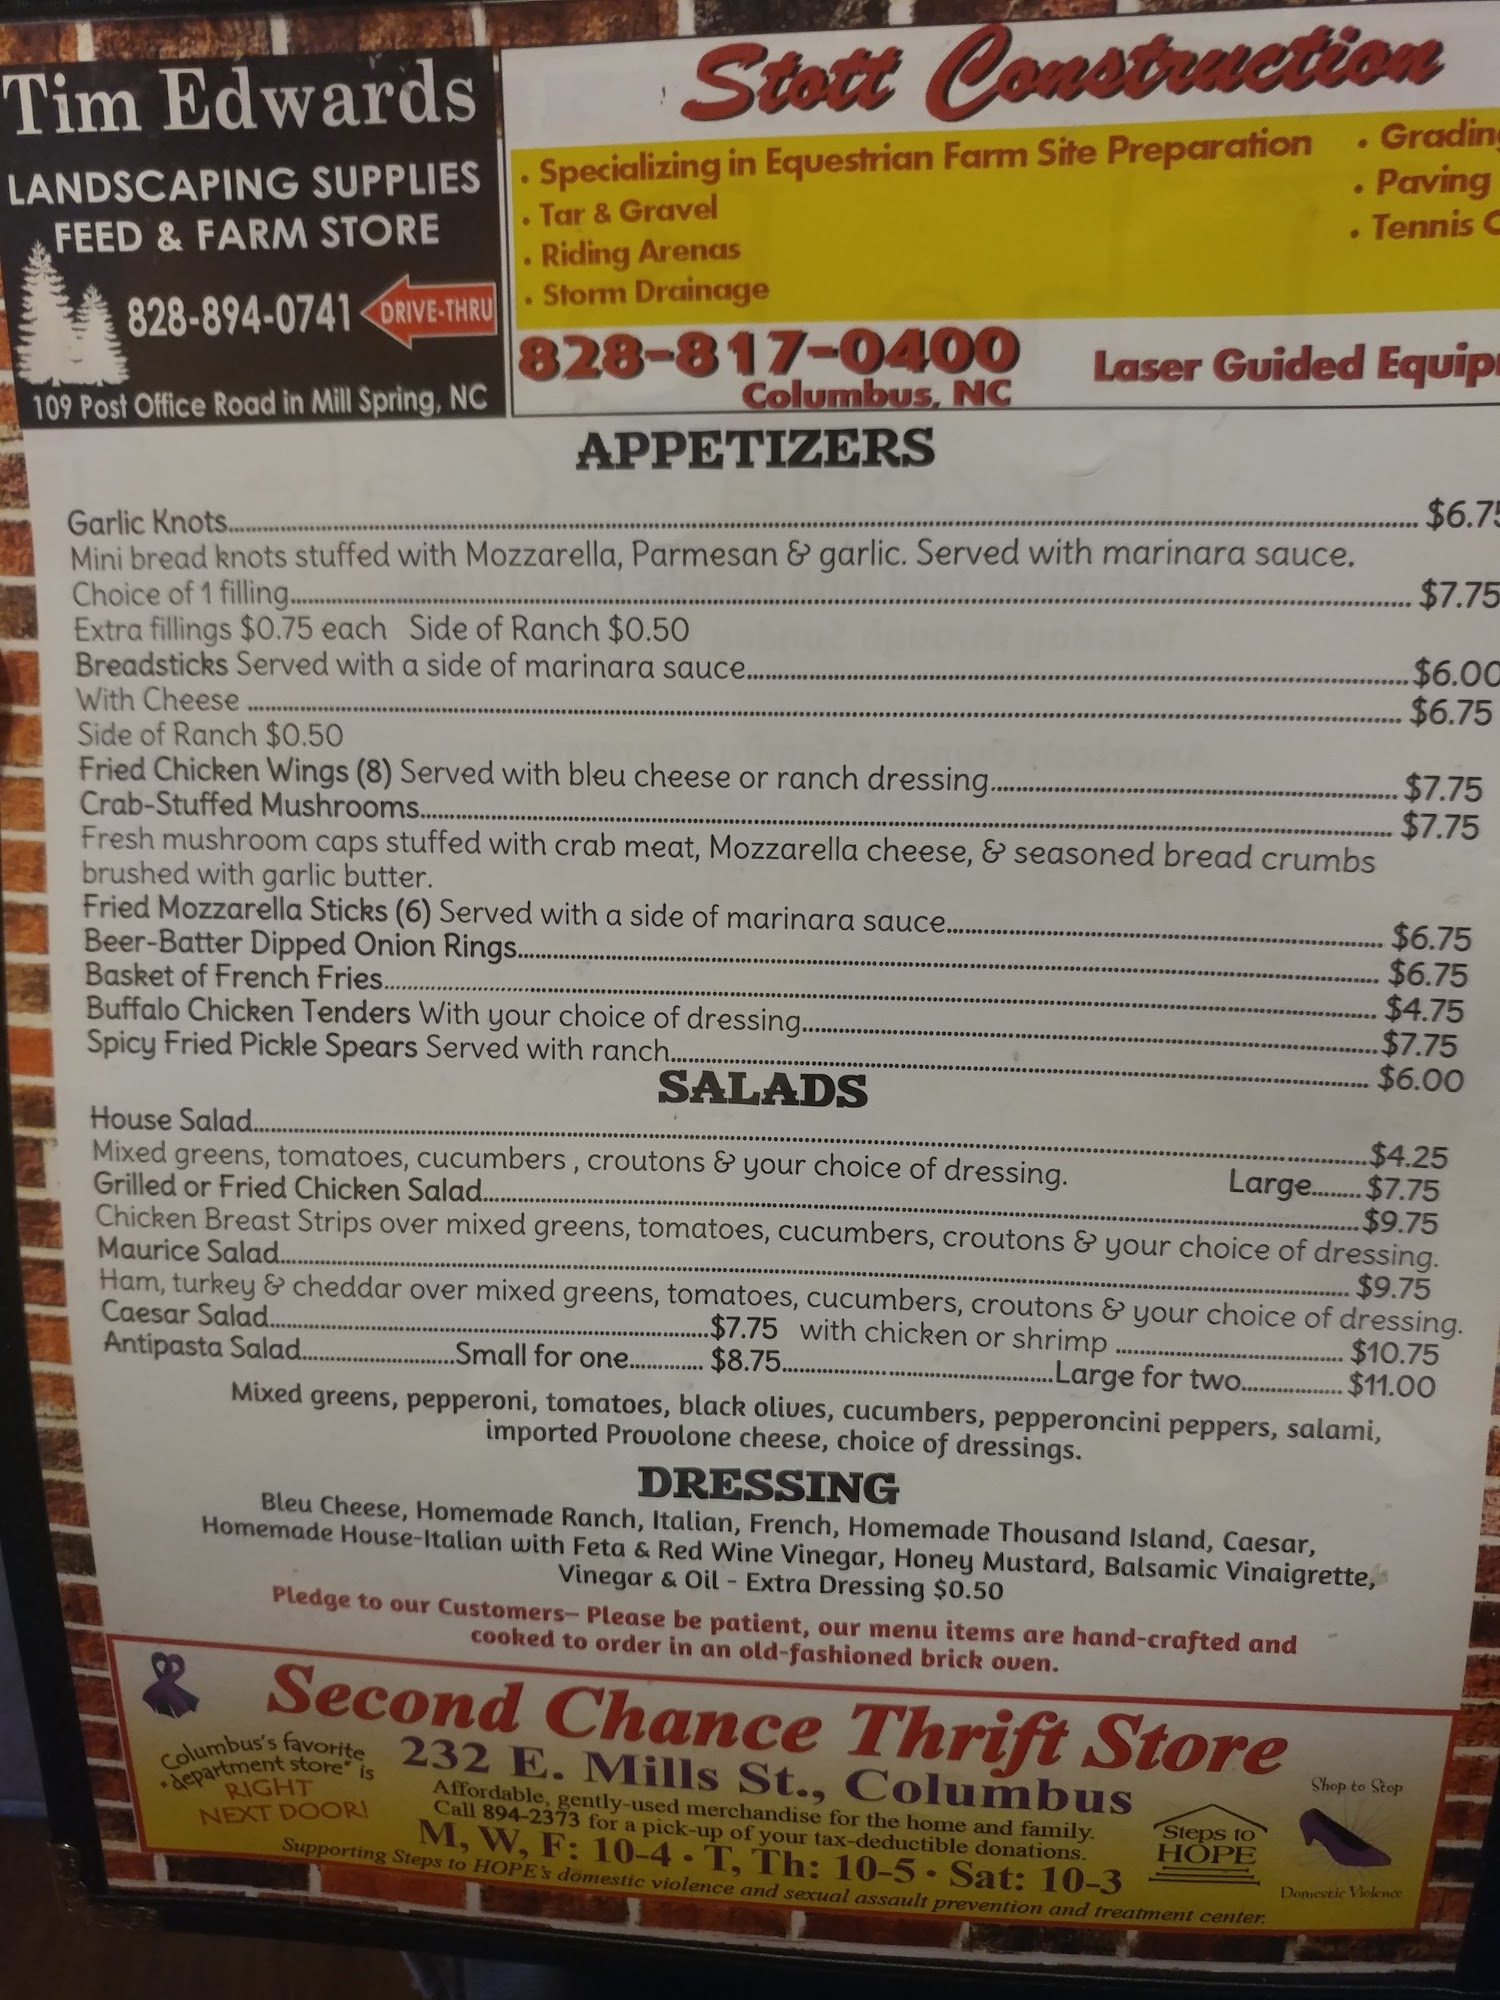 Tim Edwards
LANDSCAPING SUPPLIES
FEED & FARM STORE
828-894-0741
DRIVE-THRU
109 Post Office Road in Mill Spring, NC
Stott Construction
• Specializing in Equestrian Farm Site Preparation
• Tar & Gravel
• Riding Arenas
• Storm Drainage
• Grading
• Paving
• Tennis C
828-817-0400
Columbus, NC
Laser Guided Equip
APPETIZERS
Garlic Knots $6.75
Mini bread knots stuffed with Mozzarella, Parmesan & garlic. Served with marinara sauce.
Choice of 1 filling $7.75
Extra fillings $0.75 each Side of Ranch $0.50
Breadsticks Served with a side of marinara sauce $6.00
With Cheese $6.75
Side of Ranch $0.50
Fried Chicken Wings (8) Served with bleu cheese or ranch dressing $7.75
Crab-Stuffed Mushrooms $7.75
Fresh mushroom caps stuffed with crab meat, Mozzarella cheese, & seasoned bread crumbs
brushed with garlic butter.
Fried Mozzarella Sticks (6) Served with a side of marinara sauce $6.75
Beer-Batter Dipped Onion Rings $6.75
Basket of French Fries $4.75
Buffalo Chicken Tenders With your choice of dressing $7.75
Spicy Fried Pickle Spears Served with ranch $6.00
SALADS
House Salad $4.25
Mixed greens, tomatoes, cucumbers , croutons & your choice of dressing. Large $7.75
Grilled or Fried Chicken Salad $9.75
Chicken Breast Strips over mixed greens, tomatoes, cucumbers, croutons & your choice of dressing.
Maurice Salad $9.75
Ham, turkey & cheddar over mixed greens, tomatoes, cucumbers, croutons & your choice of dressing.
Caesar Salad $7.75 with chicken or shrimp $10.75
Antipasta Salad Small for one $8.75 Large for two $11.00
Mixed greens, pepperoni, tomatoes, black olives, cucumbers, pepperoncini peppers, salami,
imported Provolone cheese, choice of dressings.
DRESSING
Bleu Cheese, Homemade Ranch, Italian, French, Homemade Thousand Island, Caesar,
Homemade House-Italian with Feta & Red Wine Vinegar, Honey Mustard, Balsamic Vinaigrette,
Vinegar & Oil - Extra Dressing $0.50
Pledge to our Customers– Please be patient, our menu items are hand-crafted and
cooked to order in an old-fashioned brick oven.
Second Chance Thrift Store
232 E. Mills St., Columbus
Columbus's favorite
"department store" is
RIGHT
NEXT DOOR!
Affordable, gently-used merchandise for the home and family.
Call 894-2373 for a pick-up of your tax-deductible donations.
M, W, F: 10-4 • T, Th: 10-5 • Sat: 10-3
Supporting Steps to HOPE's domestic violence and sexual assault prevention and treatment center.
Steps to
HOPE
Shop to Stop
Domestic Violence